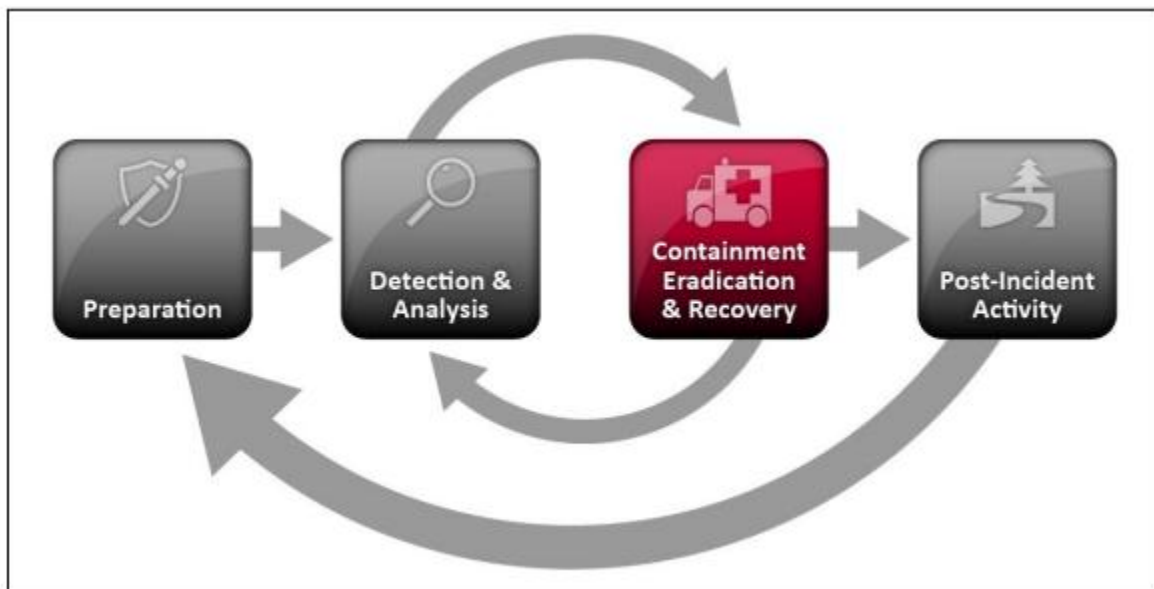 Preparation
Detection &
Analysis
Containment
Eradication
& Recovery
Post-Incident
Activity